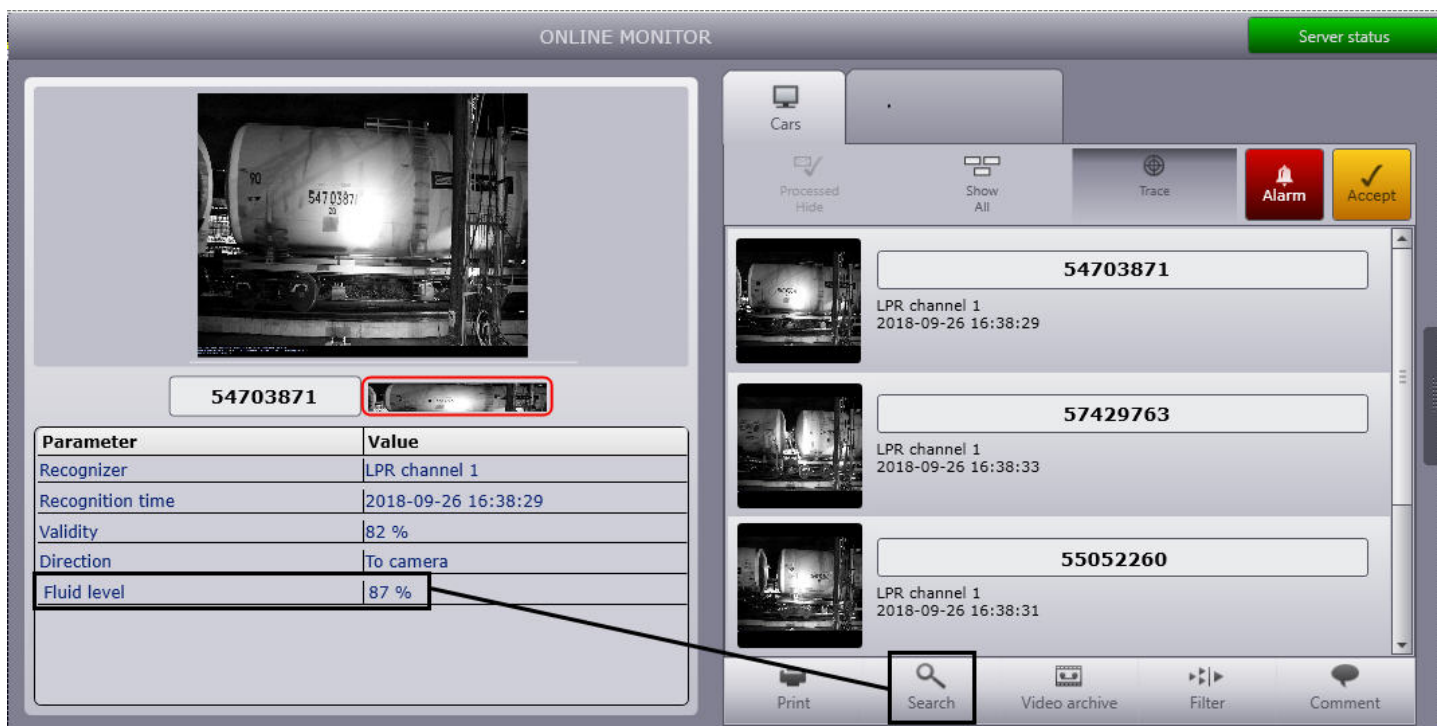 ONLINE MONITOR
Server status
90
5470387
20
54703871
Parameter Value
Recognizer LPR channel 1
Recognition time 2018-09-26 16:38:29
Validity 82 %
Direction To camera
Fluid level 87 %
Cars
.
Processed
Hide
Show
All
Trace
Alarm
Accept
54703871
LPR channel 1
2018-09-26 16:38:29
57429763
LPR channel 1
2018-09-26 16:38:33
55052260
LPR channel 1
2018-09-26 16:38:31
Print
Search
Video archive
Filter
Comment